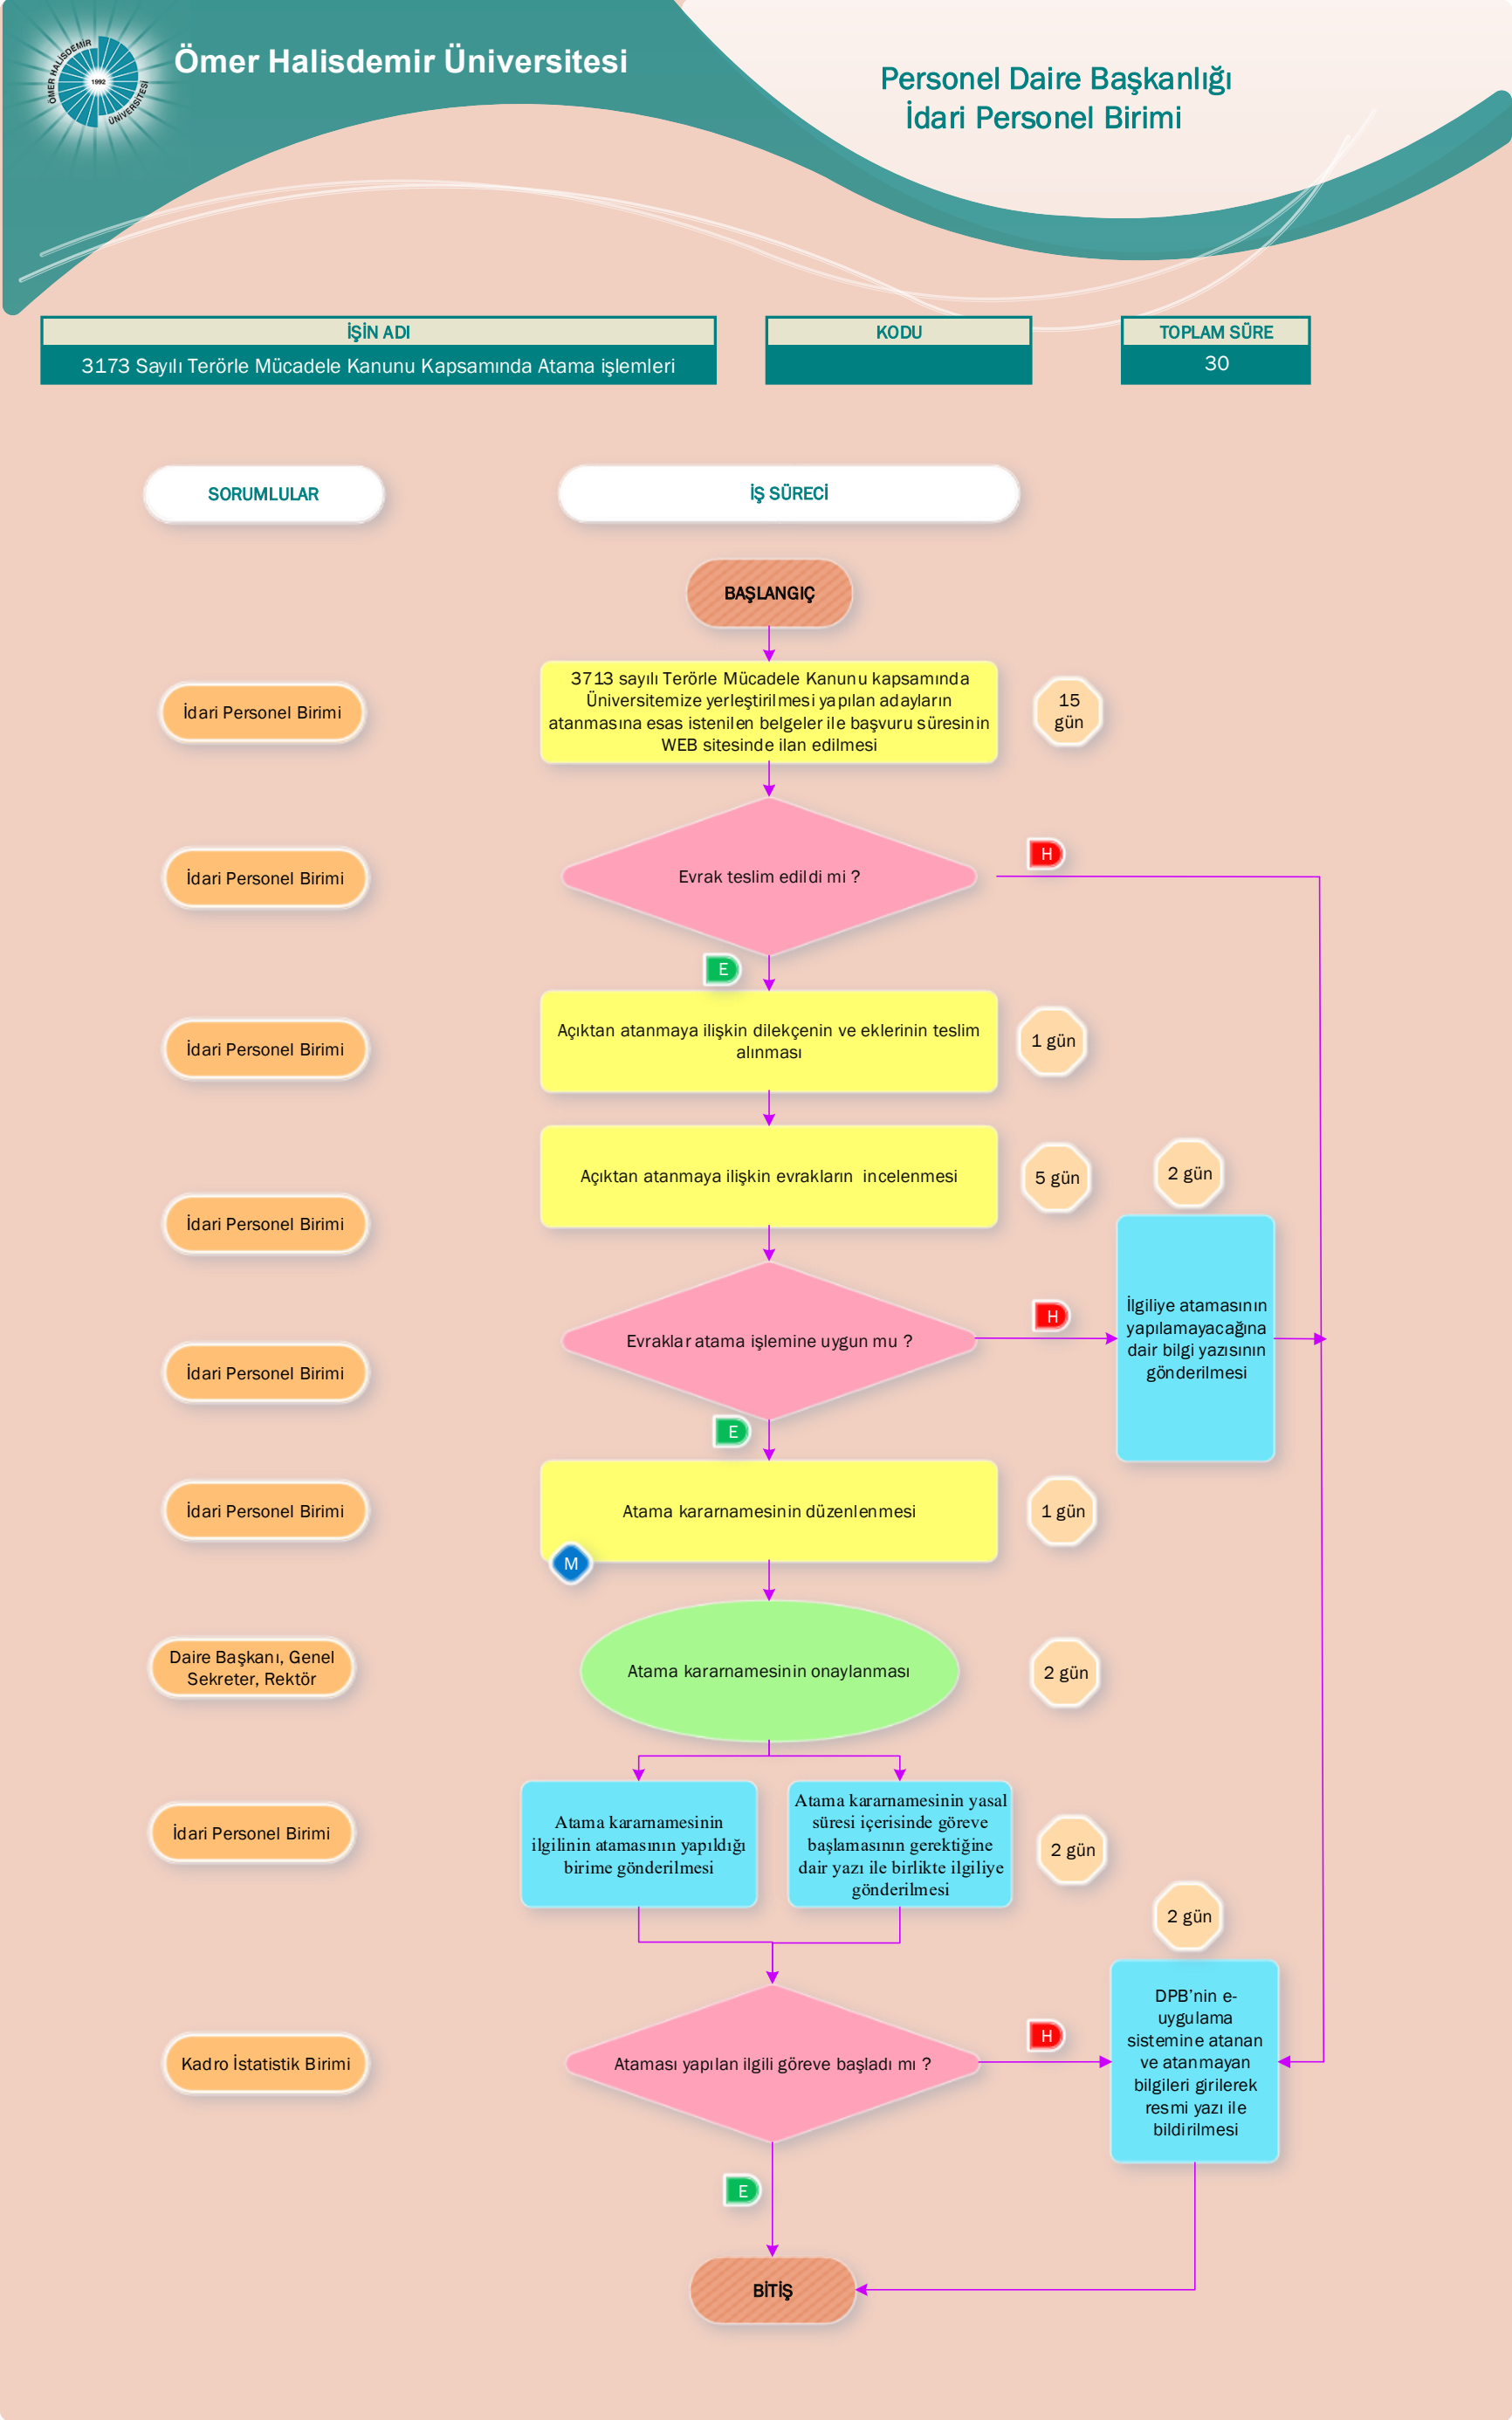 ÖMER HALİSDEMİR
ÜNİVERSİTESİ
1992
Ömer Halisdemir Üniversitesi
Personel Daire Başkanlığı
İdari Personel Birimi
İŞİN ADI
3173 Sayılı Terörle Mücadele Kanunu Kapsamında Atama işlemleri
KODU
TOPLAM SÜRE
30
SORUMLULAR
İŞ SÜRECİ
BAŞLANGIÇ
İdari Personel Birimi
3713 sayılı Terörle Mücadele Kanunu kapsamında
Üniversitemize yerleştirilmesi yapılan adayların
atanmasına esas istenilen belgeler ile başvuru süresinin
WEB sitesinde ilan edilmesi
15
gün
İdari Personel Birimi
Evrak teslim edildi mi ?
H
E
İdari Personel Birimi
Açıktan atanmaya ilişkin dilekçenin ve eklerinin teslim
alınması
1 gün
İdari Personel Birimi
Açıktan atanmaya ilişkin evrakların incelenmesi
5 gün
2 gün
İlgiliye atamasının
yapılamayacağına
dair bilgi yazısının
gönderilmesi
İdari Personel Birimi
Evraklar atama işlemine uygun mu ?
H
E
İdari Personel Birimi
Atama kararnamesinin düzenlenmesi
1 gün
M
Daire Başkanı, Genel
Sekreter, Rektör
Atama kararnamesinin onaylanması
2 gün
İdari Personel Birimi
Atama kararnamesinin
ilgilinin atamasının yapıldığı
birime gönderilmesi
Atama kararnamesinin yasal
süresi içerisinde göreve
başlamasının gerektiğine
dair yazı ile birlikte ilgiliye
gönderilmesi
2 gün
2 gün
DPB’nin e-
uygulama
sistemine atanan
ve atanmayan
bilgileri girilerek
resmi yazı ile
bildirilmesi
Kadro İstatistik Birimi
Ataması yapılan ilgili göreve başladı mı ?
H
E
BİTİŞ